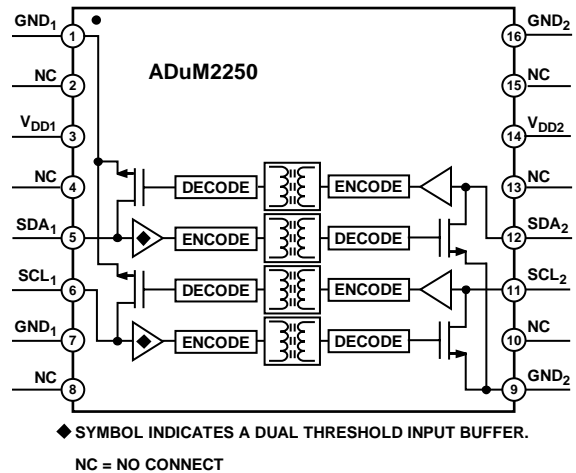 GND1
1
16
GND2
NC
2
ADuM2250
15
NC
VDD1
3
14
VDD2
NC
4
DECODE
ENCODE
13
NC
SDA1
5
ENCODE
DECODE
12
SDA2
SCL1
6
DECODE
ENCODE
11
SCL2
GND1
7
ENCODE
DECODE
10
NC
NC
8
9
GND2
◆ SYMBOL INDICATES A DUAL THRESHOLD INPUT BUFFER.
NC = NO CONNECT